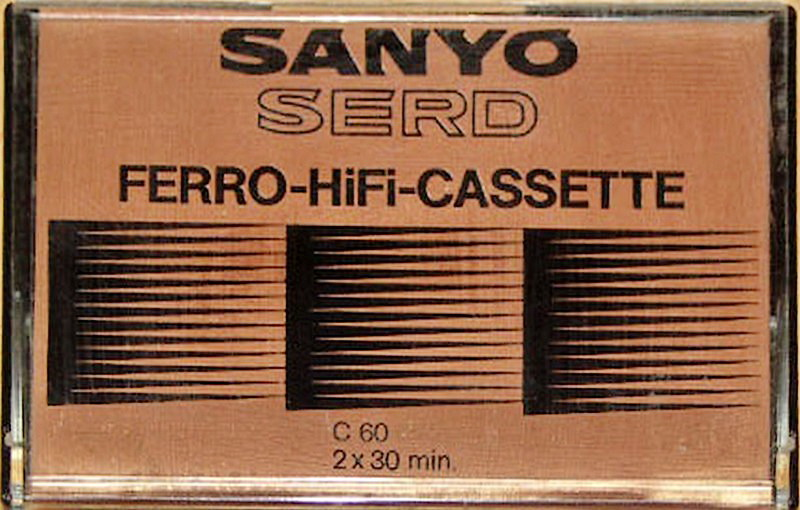 SANYO
SERD
FERRO-HiFi-CASSETTE
C 60
2 x 30 min.